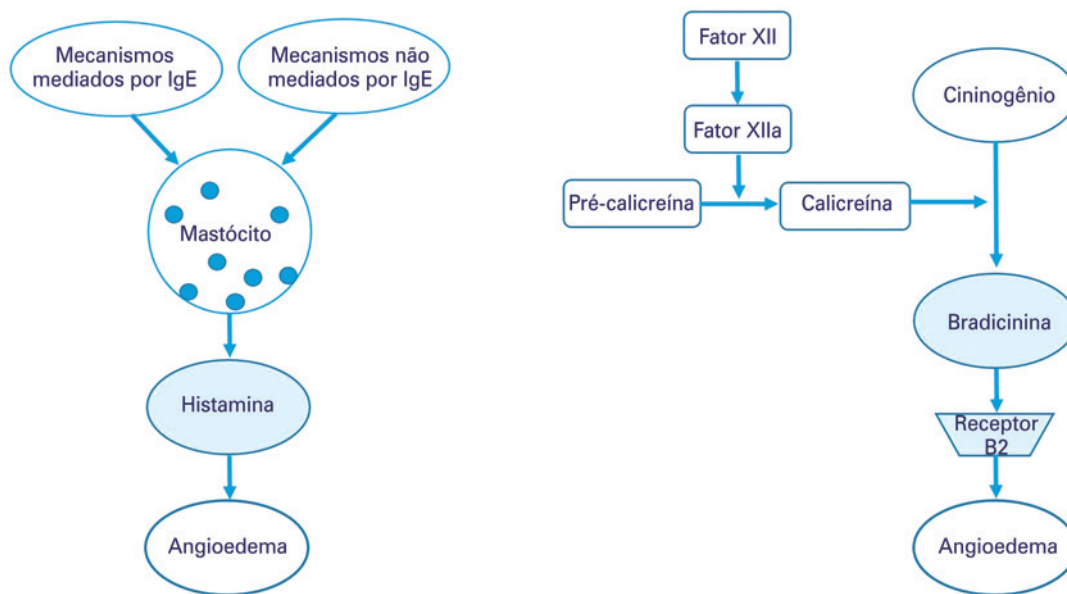 Mecanismos
mediados por IgE
Mecanismos não
mediados por IgE
Mastócito
Histamina
Angioedema
Fator XII
Fator XIIa
Pré-calicreína
Calicreína
Cininogênio
Bradicinina
Receptor
B2
Angioedema